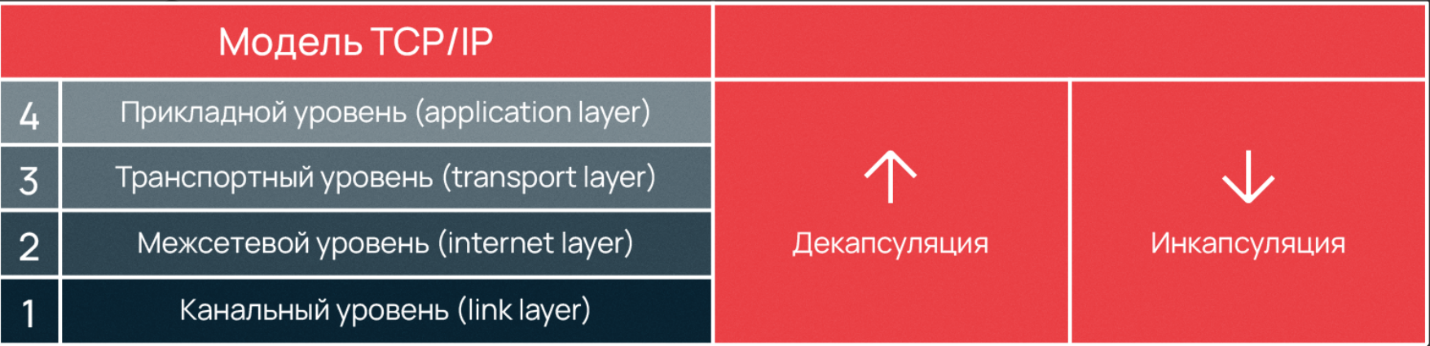 Модель TCP/IP
4 Прикладной уровень (application layer)
3 Транспортный уровень (transport layer)
2 Межсетевой уровень (internet layer)
1 Канальный уровень (link layer)
↑
Декапсуляция
↓
Инкапсуляция